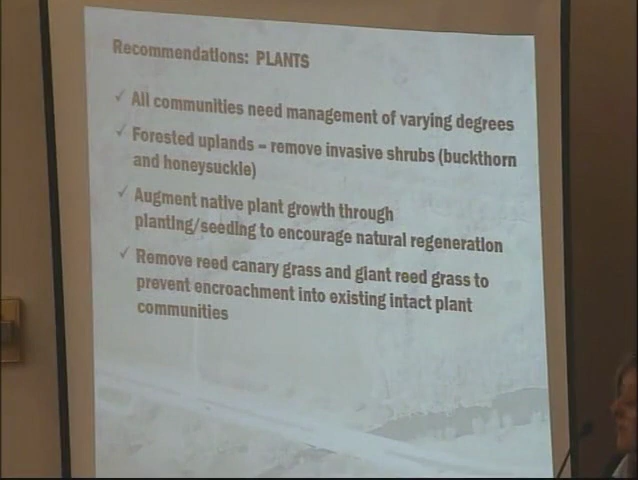 Recommendations: PLANTS
✓ All communities need management of varying degrees
✓ Forested uplands – remove invasive shrubs (buckthorn
and honeysuckle)
✓ Augment native plant growth through
planting/seeding to encourage natural regeneration
✓ Remove reed canary grass and giant reed grass to
prevent encroachment into existing intact plant
communities